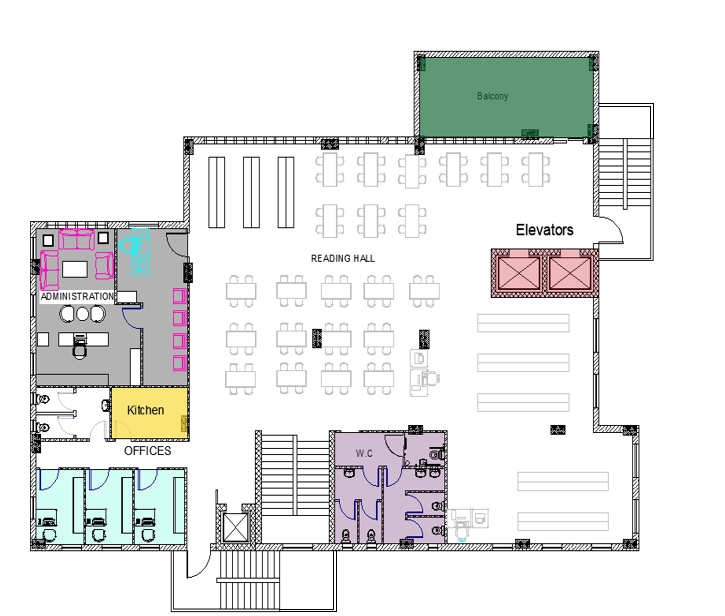 Balcony
Elevators
READING HALL
ADMINISTRATION
Kitchen
OFFICES
W.C